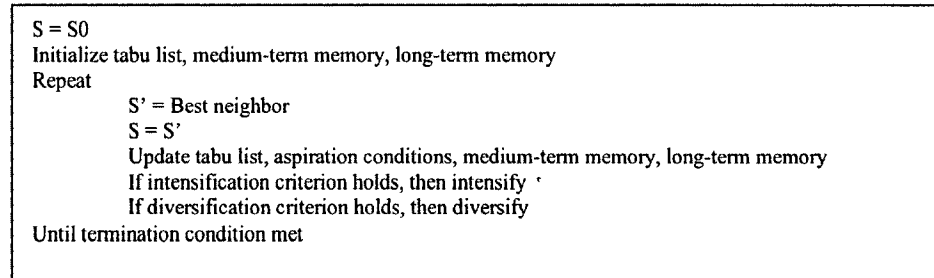 S = S0
Initialize tabu list, medium-term memory, long-term memory
Repeat
S’ = Best neighbor
S = S’
Update tabu list, aspiration conditions, medium-term memory, long-term memory
If intensification criterion holds, then intensify
If diversification criterion holds, then diversify
Until termination condition met